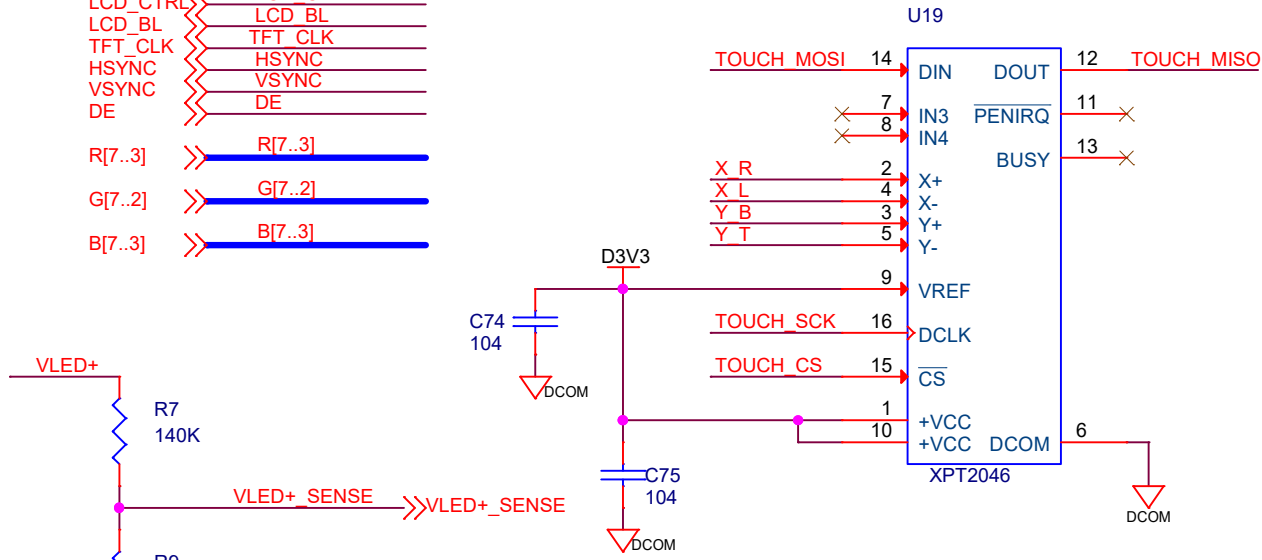 LCD_CTRL
LCD_BL LCD_BL
TFT_CLK TFT_CLK
HSYNC HSYNC
VSYNC VSYNC
DE DE
R[7..3] R[7..3]
G[7..2] G[7..2]
B[7..3] B[7..3]
VLED+
R7
140K
VLED+_SENSE VLED+_SENSE
U19
TOUCH_MOSI 14 DIN DOUT 12 TOUCH_MISO
7 IN3 PENIRQ 11
8 IN4
BUSY 13
X_R 2 X+
X_L 4 X-
Y_B 3 Y+
Y_T 5 Y-
D3V3
9 VREF
C74
104
DCOM
TOUCH_SCK 16 DCLK
TOUCH_CS 15 CS
1 +VCC
10 +VCC DCOM 6
XPT2046
C75
104
DCOM
DCOM